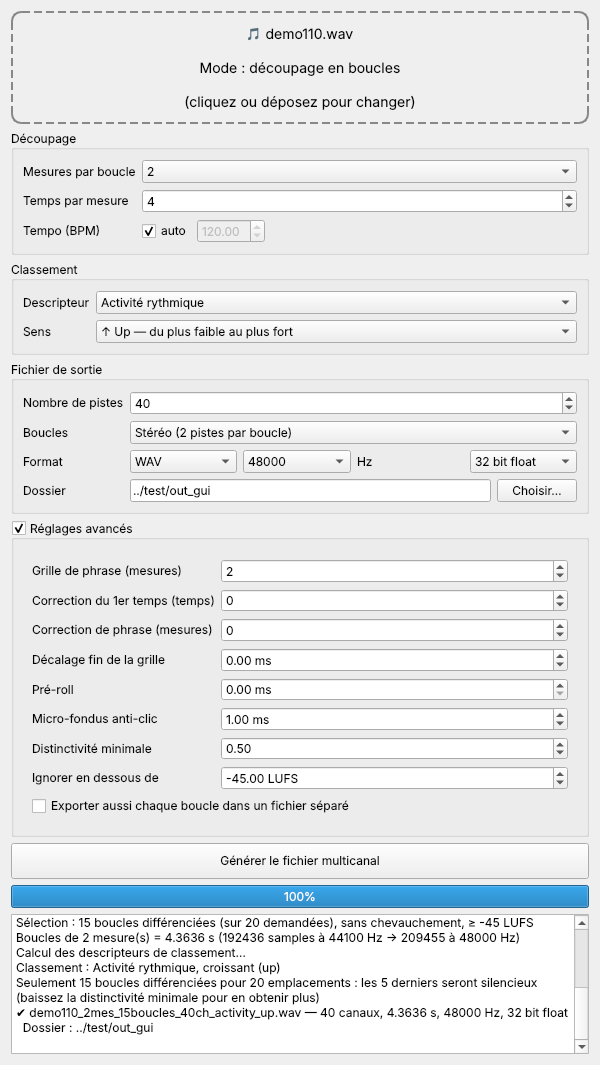 🎵 demo110.wav
Mode : découpage en boucles
(cliquez ou déposez pour changer)
Découpage
Mesures par boucle 2
Temps par mesure 4
Tempo (BPM) auto 120.00
Classement
Descripteur Activité rythmique
Sens ↑ Up — du plus faible au plus fort
Fichier de sortie
Nombre de pistes 40
Boucles Stéréo (2 pistes par boucle)
Format WAV 48000 Hz 32 bit float
Dossier ../test/out_gui Choisir...
Réglages avancés
Grille de phrase (mesures) 2
Correction du 1er temps (temps) 0
Correction de phrase (mesures) 0
Décalage fin de la grille 0.00 ms
Pré-roll 0.00 ms
Micro-fondus anti-clic 1.00 ms
Distinctivité minimale 0.50
Ignorer en dessous de -45.00 LUFS
Exporter aussi chaque boucle dans un fichier séparé
Générer le fichier multicanal
100%
Sélection : 15 boucles différenciées (sur 20 demandées), sans chevauchement, ≥ -45 LUFS
Boucles de 2 mesure(s) = 4.3636 s (192436 samples à 44100 Hz → 209455 à 48000 Hz)
Calcul des descripteurs de classement...
Classement : Activité rythmique, croissant (up)
Seulement 15 boucles différenciées pour 20 emplacements : les 5 derniers seront silencieux
(baissez la distinctivité minimale pour en obtenir plus)
✔ demo110_2mes_15boucles_40ch_activity_up.wav — 40 canaux, 4.3636 s, 48000 Hz, 32 bit float
Dossier : ../test/out_gui